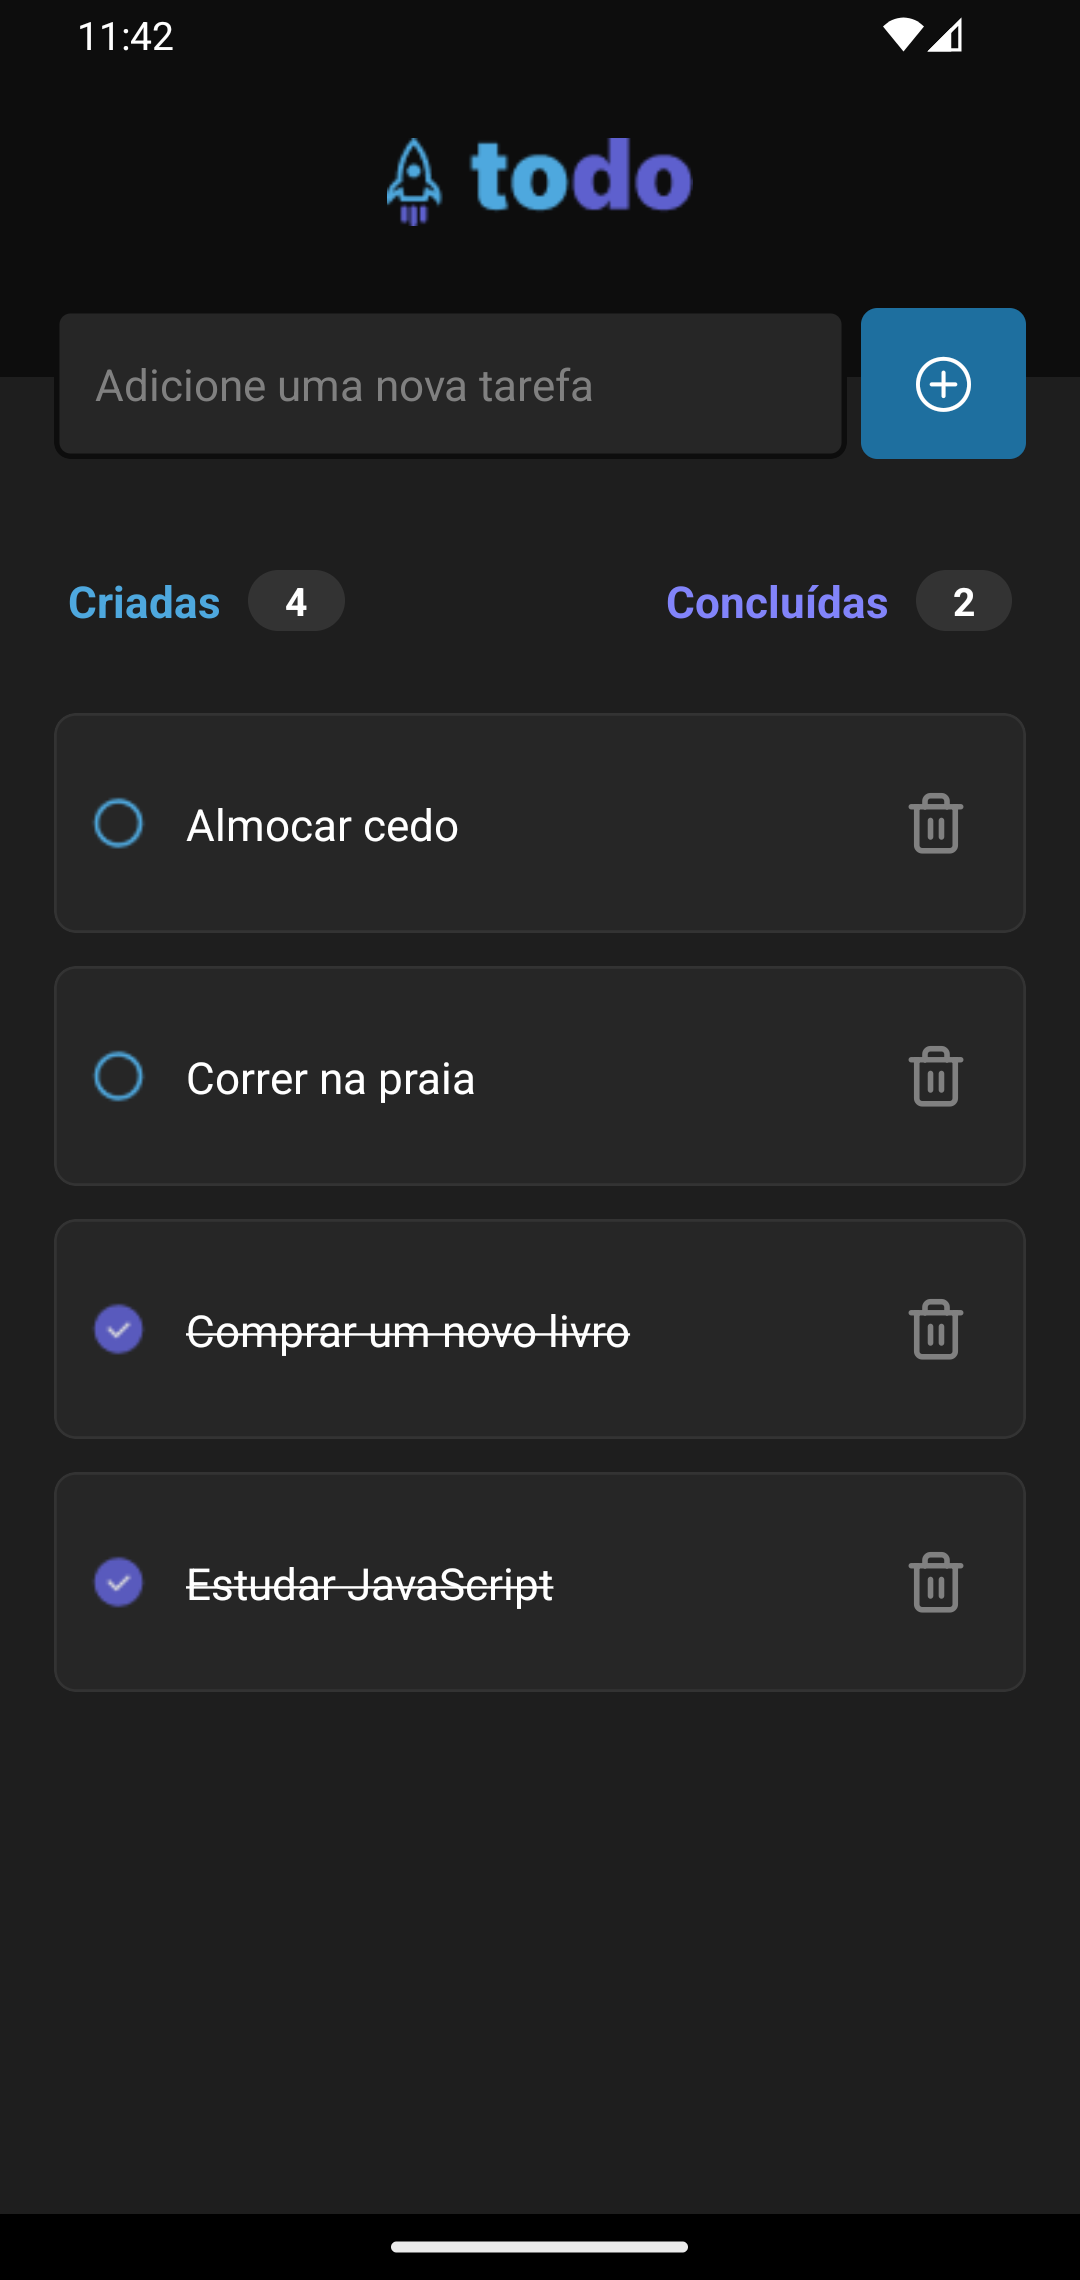 11:42
todo
Adicione uma nova tarefa
Criadas 4 Concluídas 2
Almocar cedo
Correr na praia
Comprar um novo livro
Estudar JavaScript